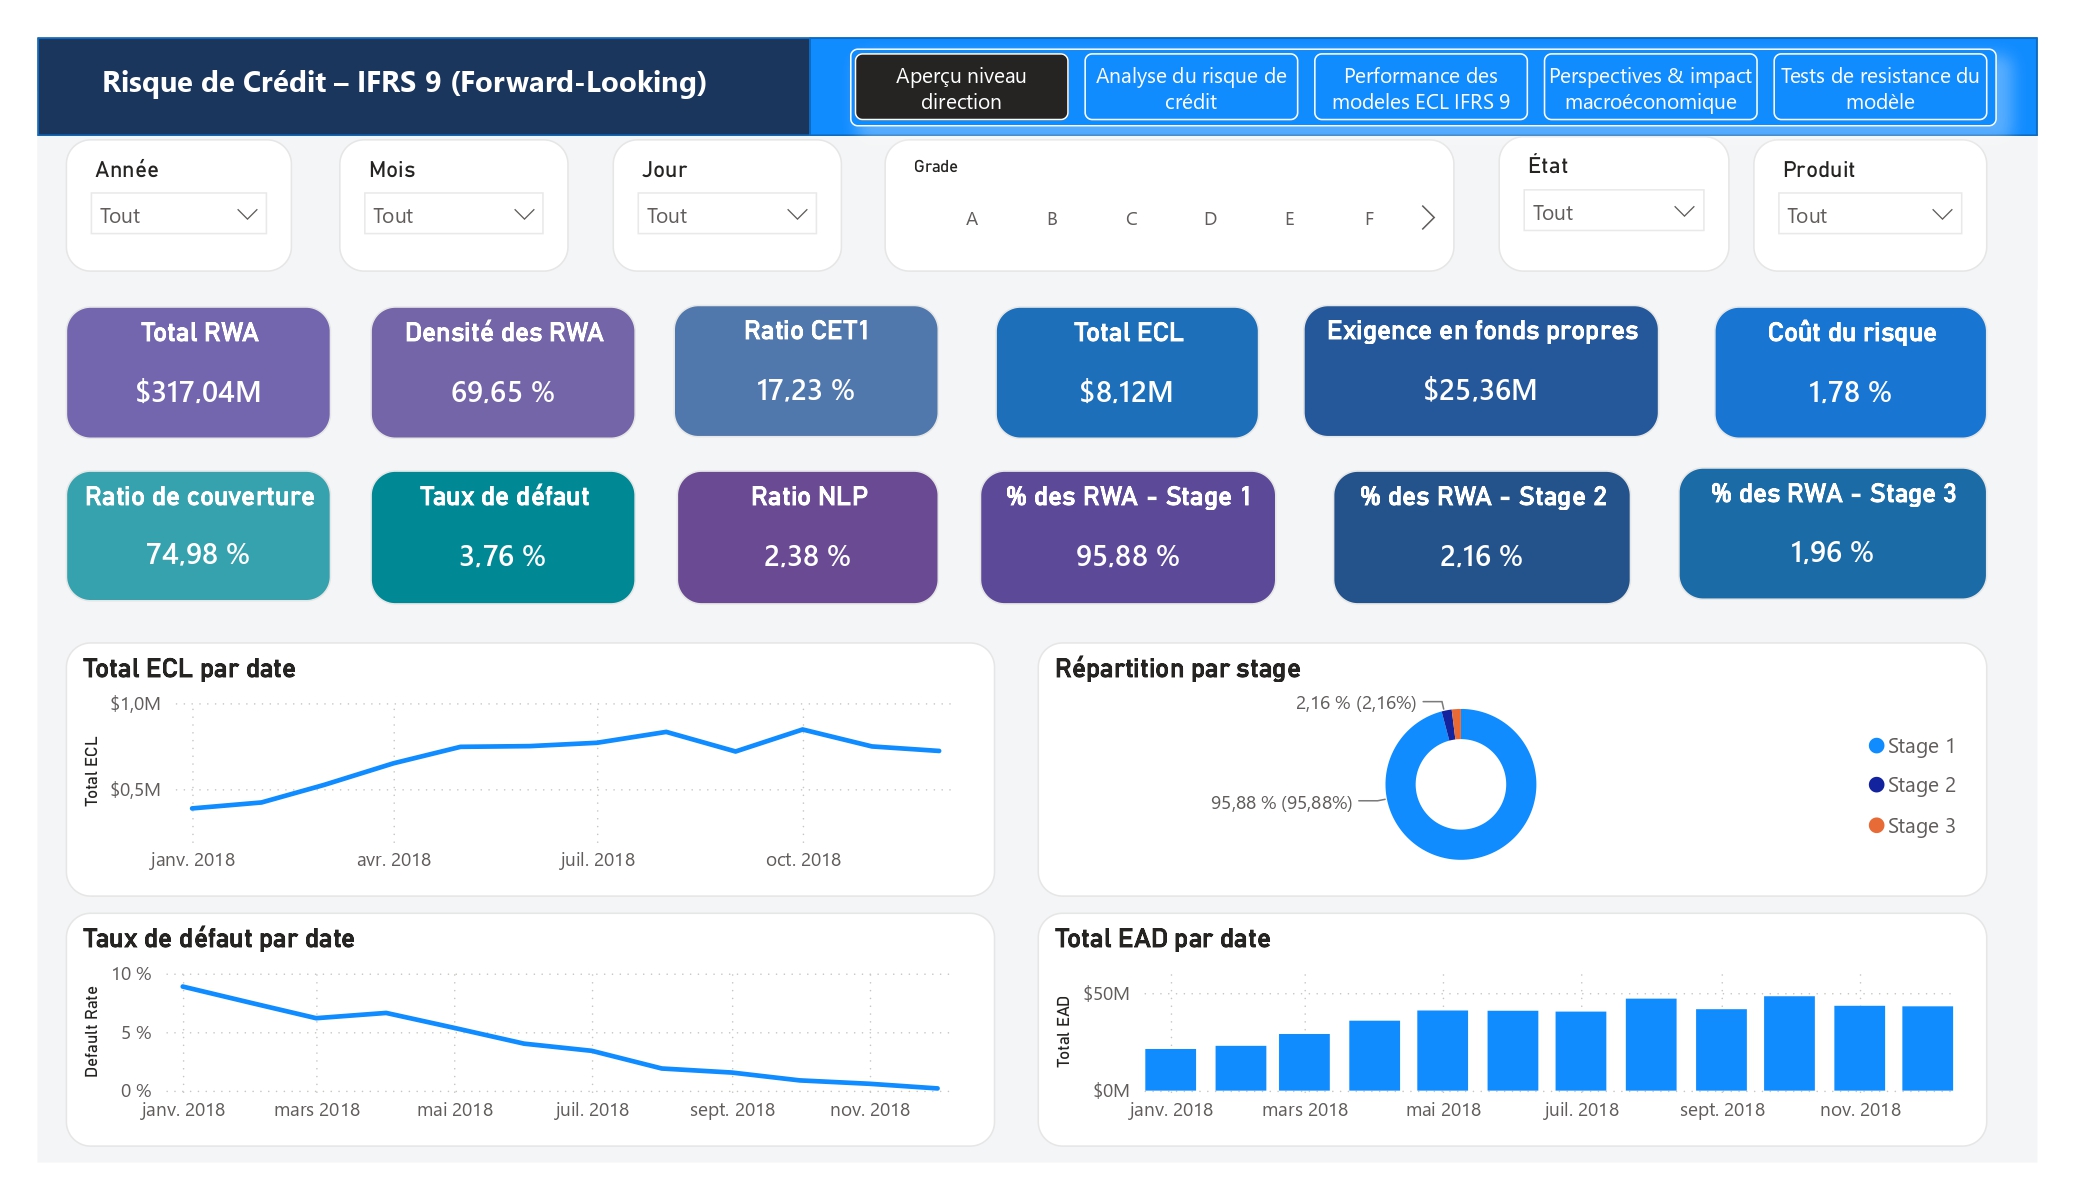 Risque de Crédit – IFRS 9 (Forward-Looking)
Aperçu niveau
direction
Analyse du risque de
crédit
Performance des
modeles ECL IFRS 9
Perspectives & impact
macroéconomique
Tests de resistance du
modèle
Année
Tout
Mois
Tout
Jour
Tout
Grade
A B C D E F
État
Tout
Produit
Tout
Total RWA
$317,04M
Densité des RWA
69,65 %
Ratio CET1
17,23 %
Total ECL
$8,12M
Exigence en fonds propres
$25,36M
Coût du risque
1,78 %
Ratio de couverture
74,98 %
Taux de défaut
3,76 %
Ratio NLP
2,38 %
% des RWA - Stage 1
95,88 %
% des RWA - Stage 2
2,16 %
% des RWA - Stage 3
1,96 %
Total ECL par date
Total ECL
$1,0M
$0,5M
janv. 2018 avr. 2018 juil. 2018 oct. 2018
Répartition par stage
2,16 % (2,16%)
95,88 % (95,88%)
Stage 1
Stage 2
Stage 3
Taux de défaut par date
Default Rate
10 %
5 %
0 %
janv. 2018 mars 2018 mai 2018 juil. 2018 sept. 2018 nov. 2018
Total EAD par date
Total EAD
$50M
$0M
janv. 2018 mars 2018 mai 2018 juil. 2018 sept. 2018 nov. 2018